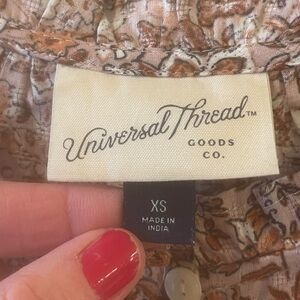 Universal Thread™
GOODS
CO.
XS
MADE IN
INDIA